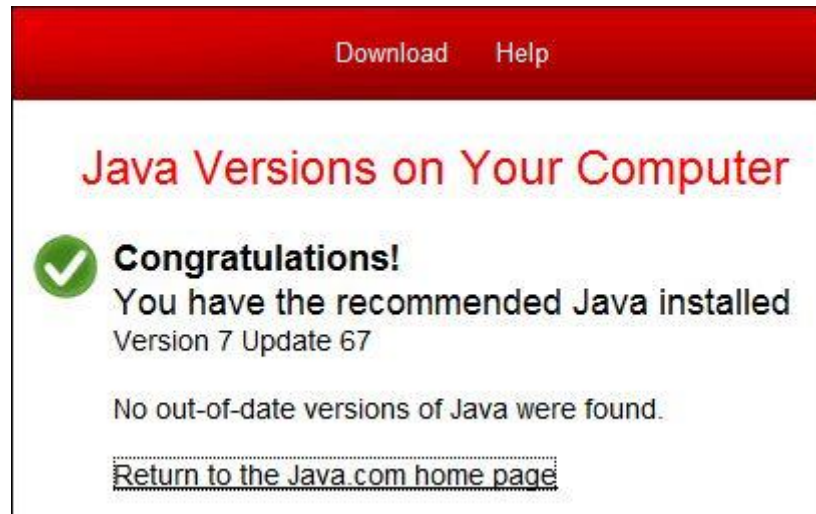 Download Help
Java Versions on Your Computer
Congratulations!
You have the recommended Java installed
Version 7 Update 67
No out-of-date versions of Java were found.
Return to the Java.com home page